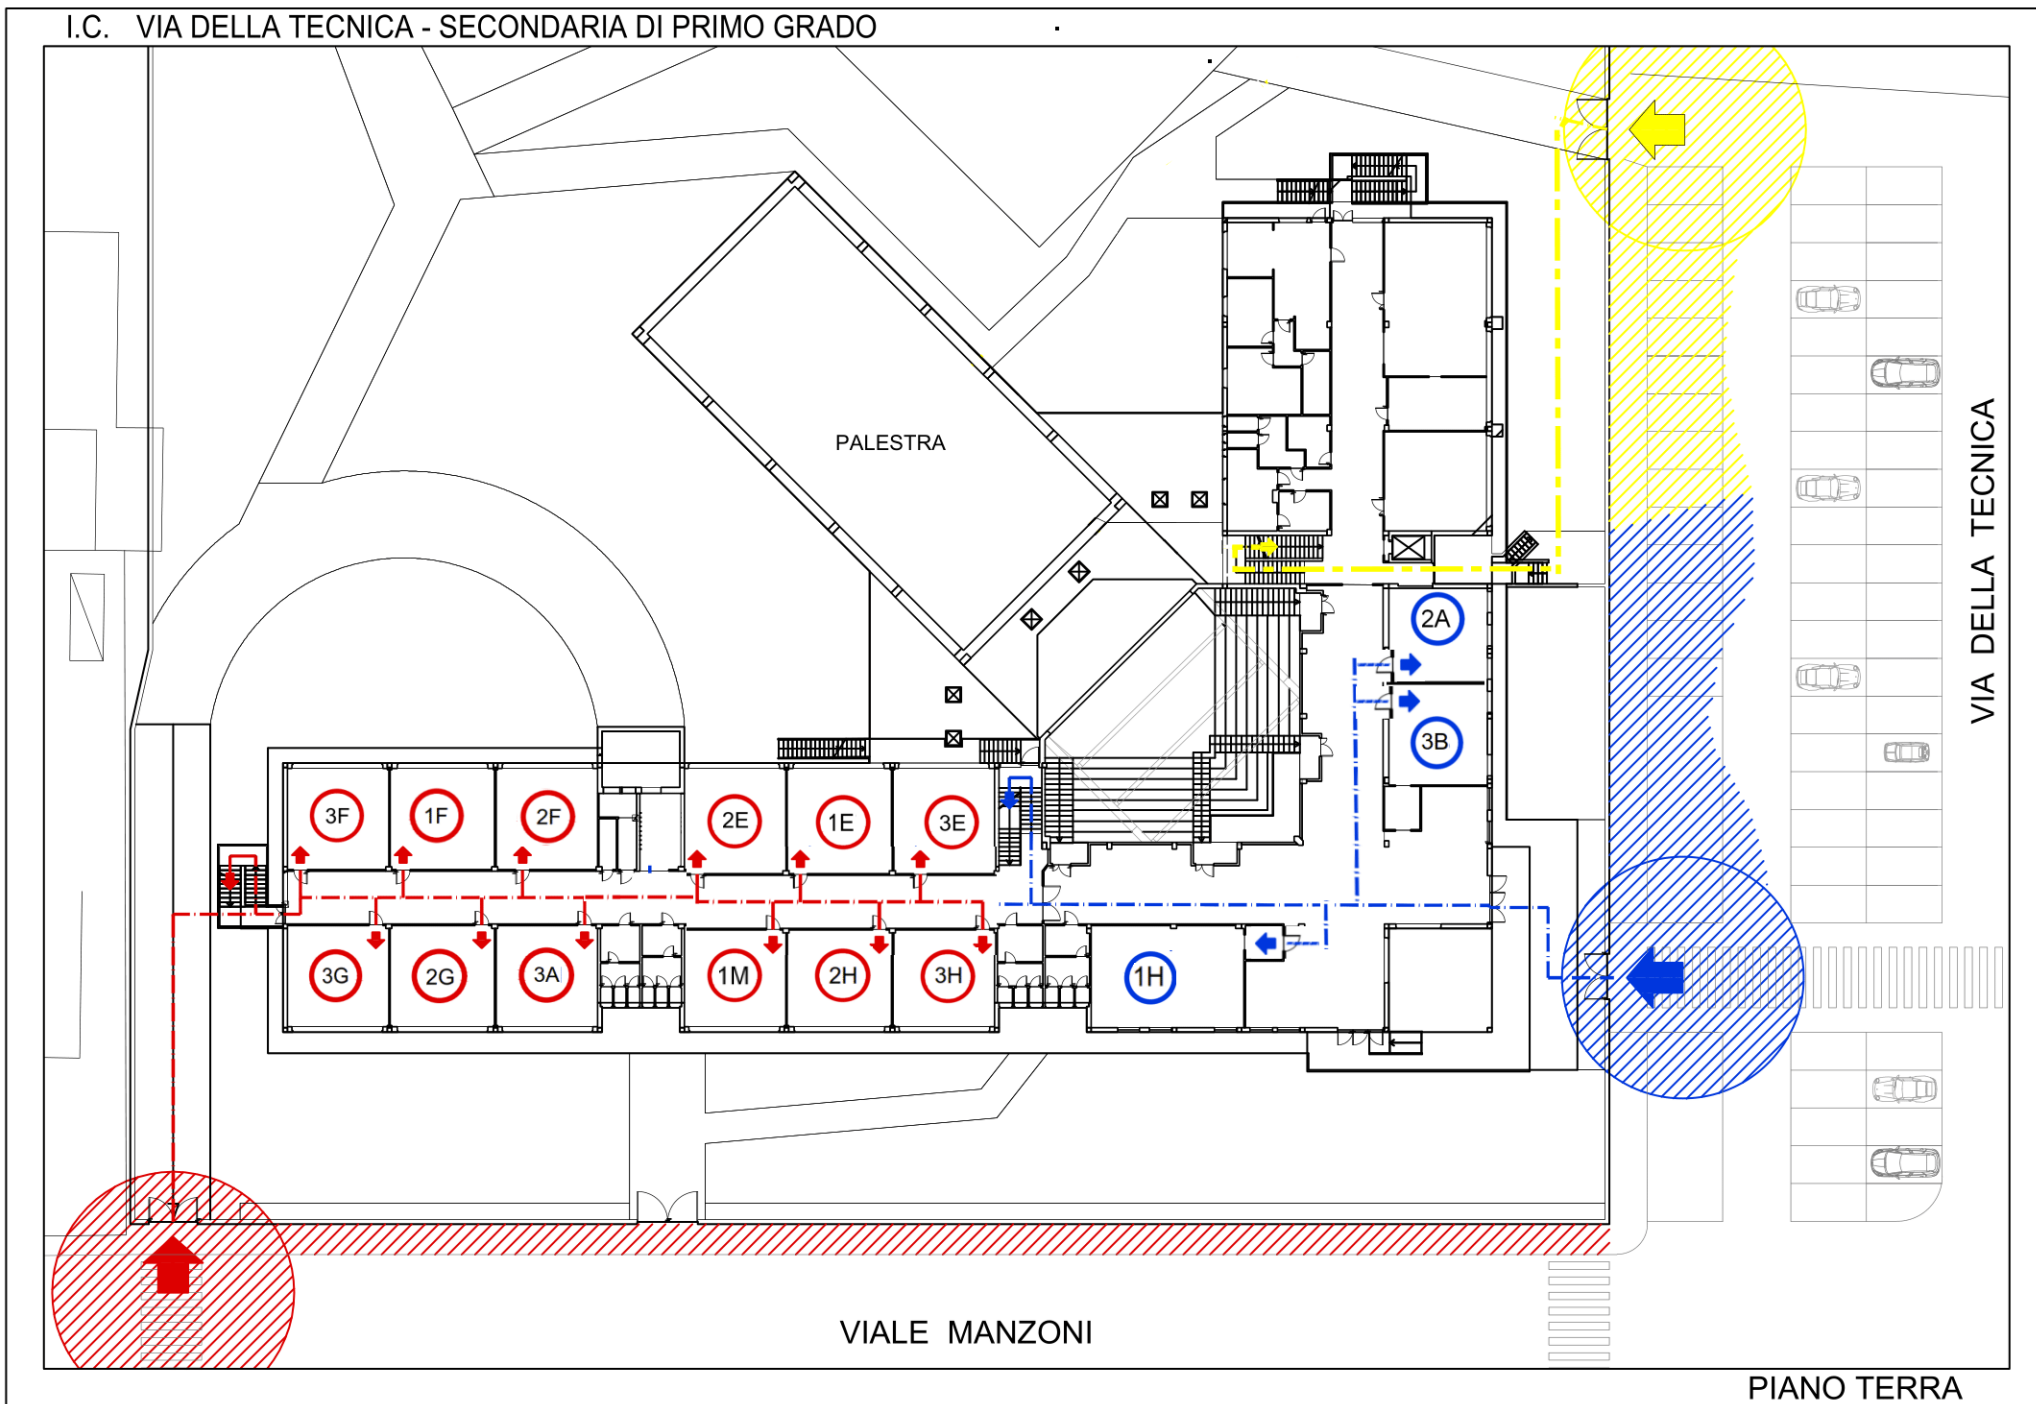 I.C. VIA DELLA TECNICA - SECONDARIA DI PRIMO GRADO
PALESTRA
VIA DELLA TECNICA
2A
3B
3F
1F
2F
2E
1E
3E
3G
2G
3A
1M
2H
3H
1H
VIALE MANZONI
PIANO TERRA